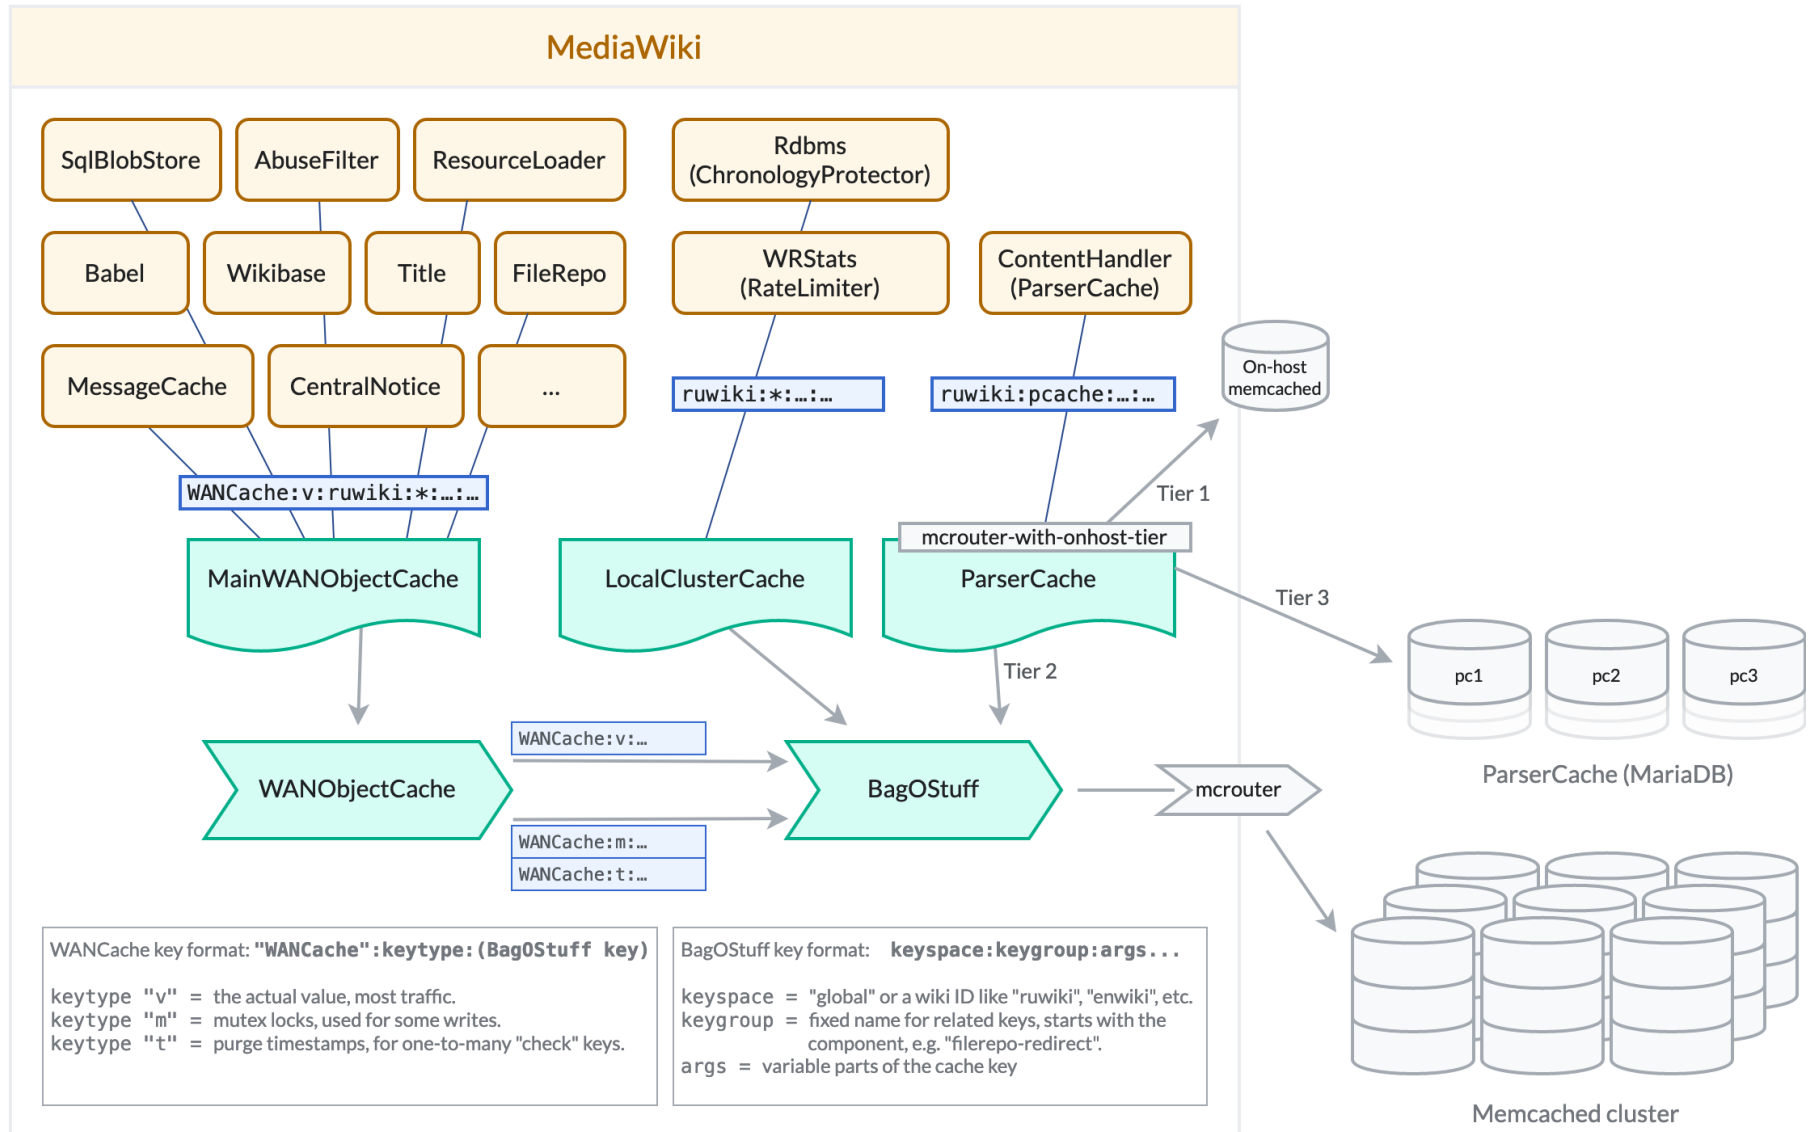 MediaWiki
SqlBlobStore
AbuseFilter
ResourceLoader
Rdbms
(ChronologyProtector)
Babel
Wikibase
Title
FileRepo
WRStats
(RateLimiter)
ContentHandler
(ParserCache)
MessageCache
CentralNotice
...
ruwiki:*:…:…
ruwiki:pcache:…:…
On-host
memcached
WANCache:v:ruwiki:*:…:…
Tier 1
mcrouter-with-onhost-tier
MainWANObjectCache
LocalClusterCache
ParserCache
Tier 3
Tier 2
pc1
pc2
pc3
ParserCache (MariaDB)
WANCache:v:…
WANObjectCache
BagOStuff
mcrouter
WANCache:m:…
WANCache:t:…
WANCache key format: "WANCache":keytype:(BagOStuff key)
keytype "v" = the actual value, most traffic.
keytype "m" = mutex locks, used for some writes.
keytype "t" = purge timestamps, for one-to-many "check" keys.
BagOStuff key format: keyspace:keygroup:args...
keyspace = "global" or a wiki ID like "ruwiki", "enwiki", etc.
keygroup = fixed name for related keys, starts with the
component, e.g. "filerepo-redirect".
args = variable parts of the cache key
Memcached cluster